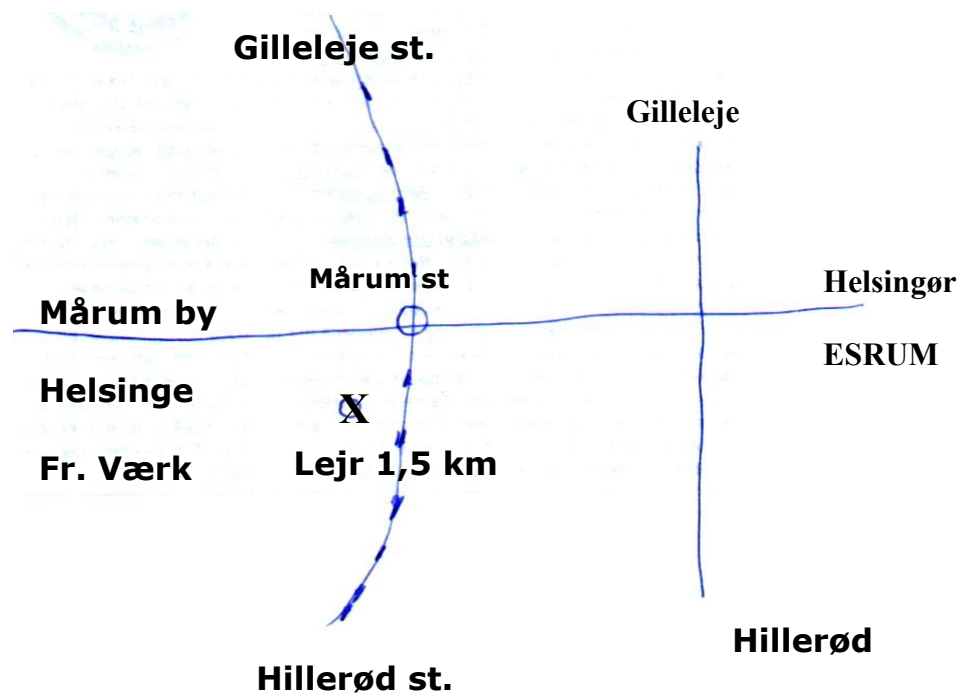 Gilleleje st.
Gilleleje
Mårum st
Helsingør
Mårum by
ESRUM
Helsinge
X
Fr. Værk
Lejr 1,5 km
Hillerød
Hillerød st.